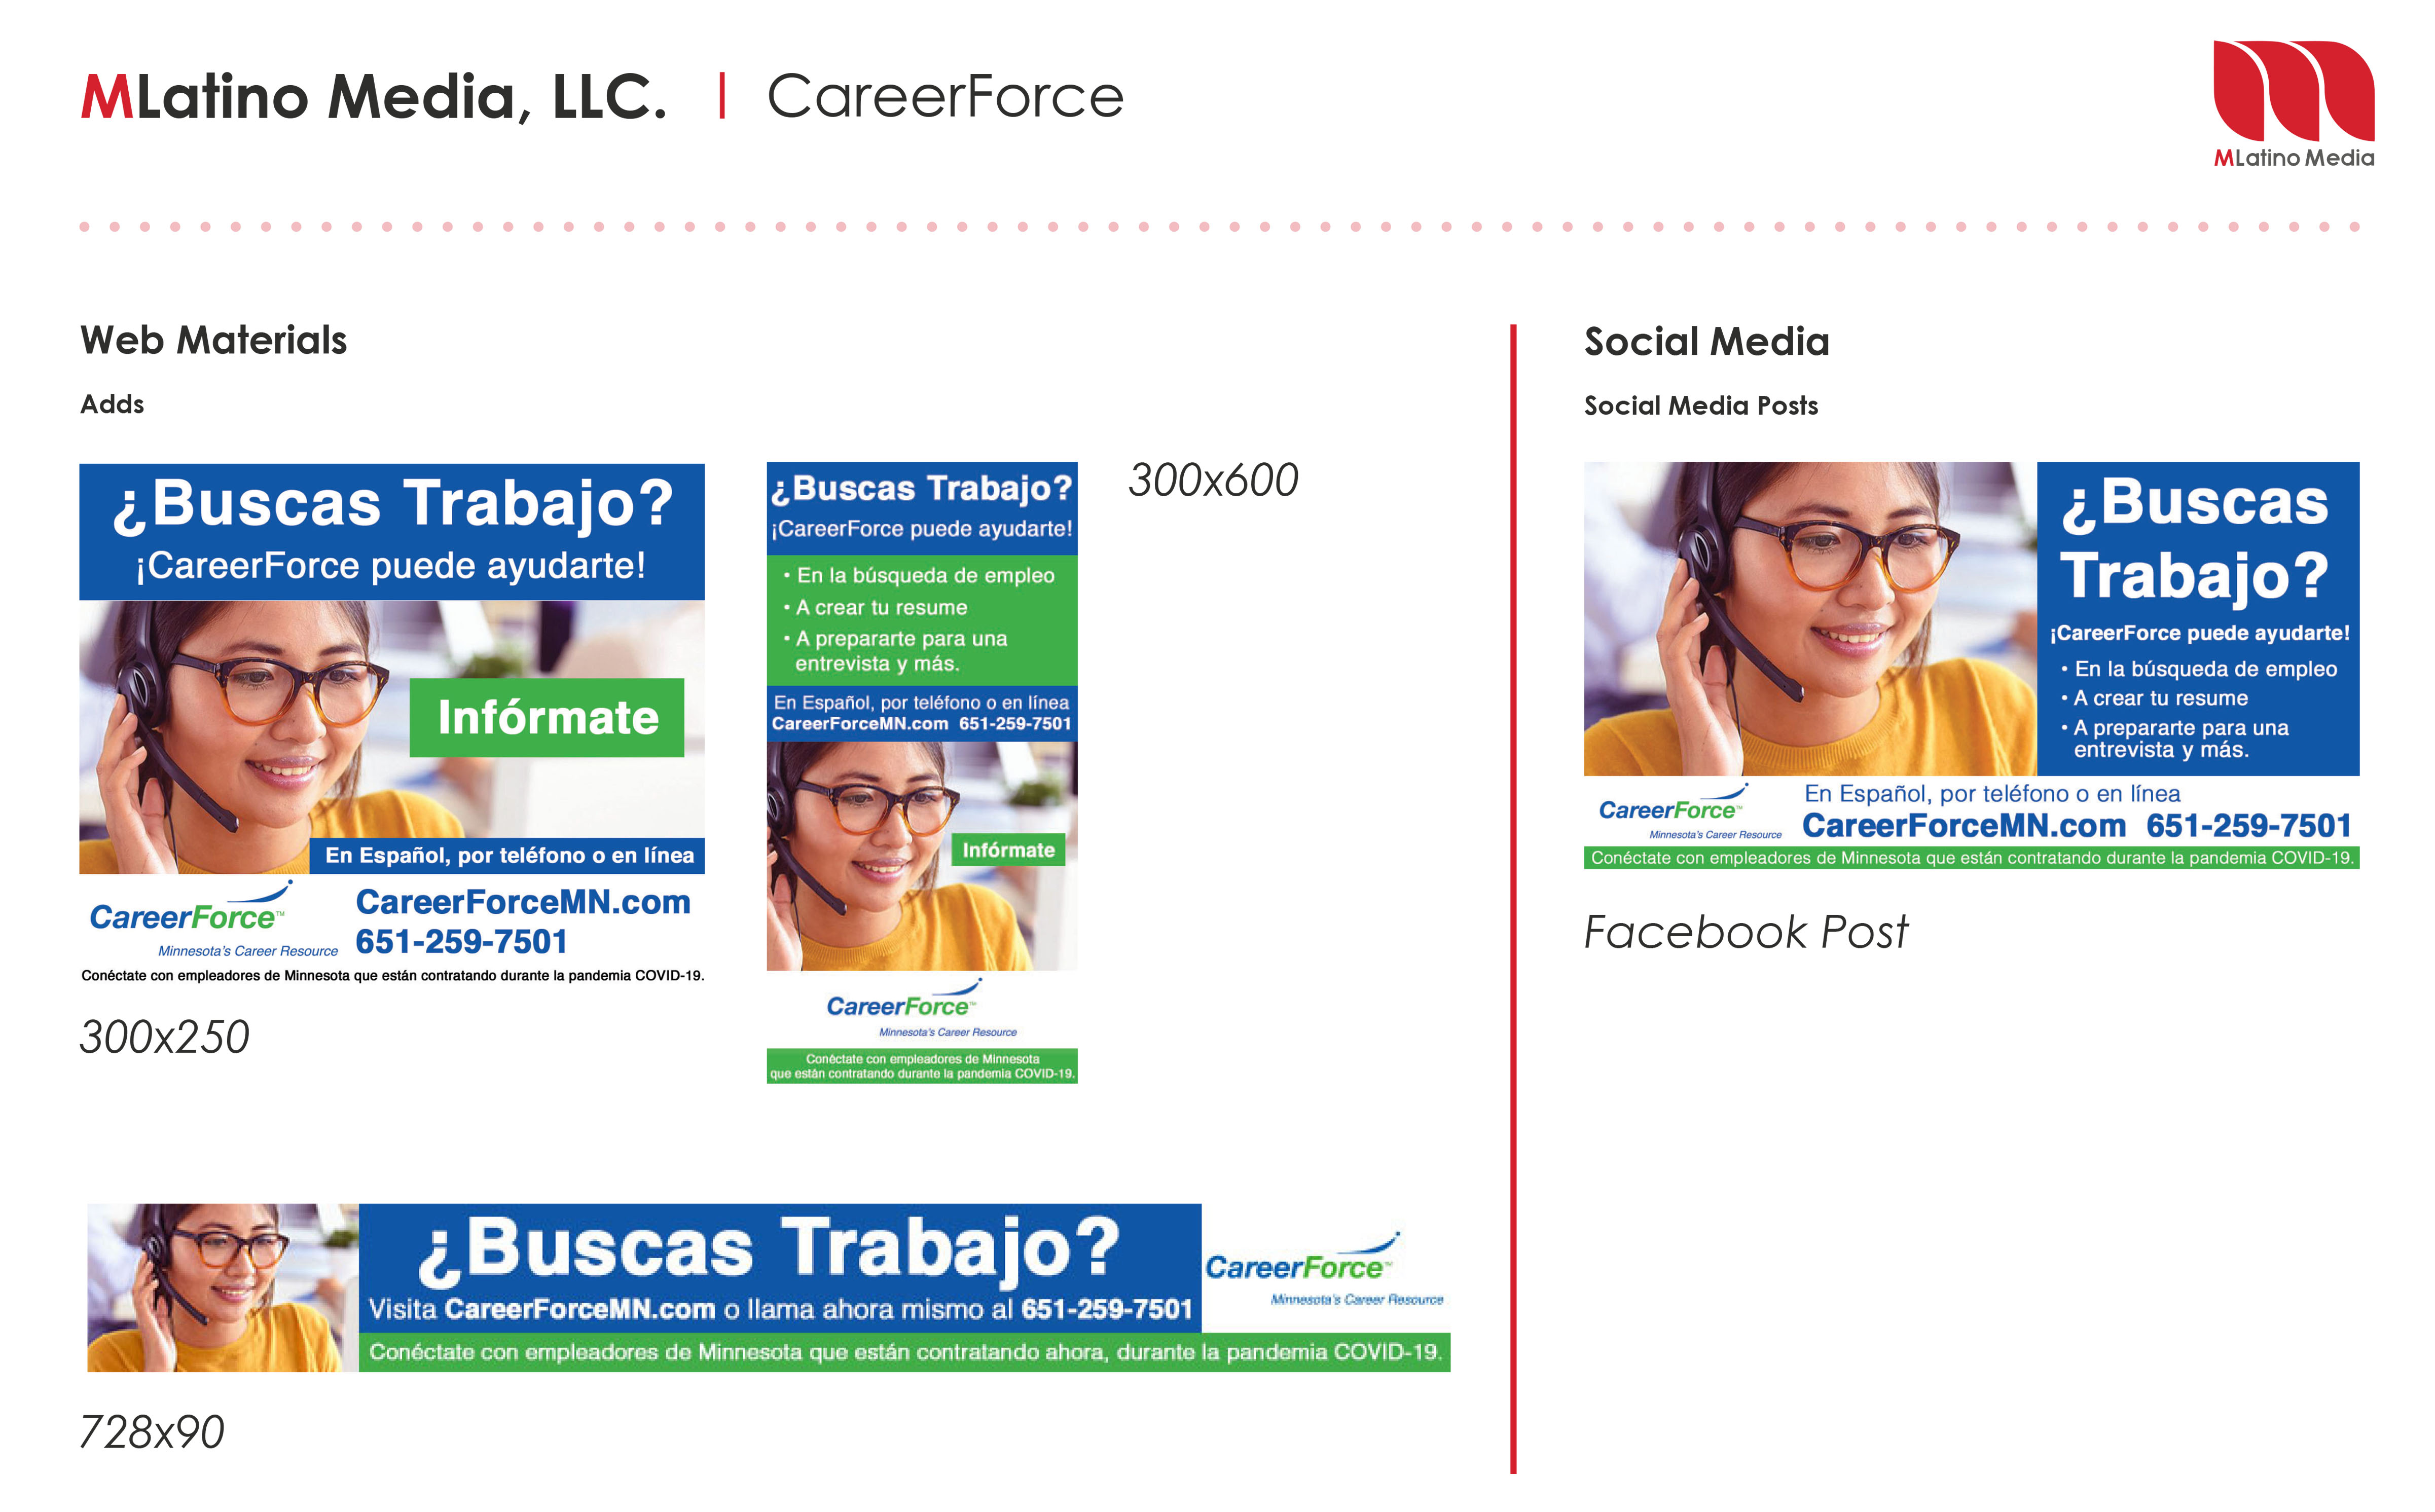 MLatino Media, LLC. | CareerForce
MLatino Media
Web Materials
Adds
¿Buscas Trabajo?
¡CareerForce puede ayudarte!
Infórmate
En Español, por teléfono o en línea
CareerForce™
Minnesota's Career Resource
CareerForceMN.com
651-259-7501
Conéctate con empleadores de Minnesota que están contratando durante la pandemia COVID-19.
300x250
¿Buscas Trabajo?
¡CareerForce puede ayudarte!
• En la búsqueda de empleo
• A crear tu resume
• A prepararte para una
entrevista y más.
En Español, por teléfono o en línea
CareerForceMN.com 651-259-7501
Infórmate
CareerForce™
Minnesota's Career Resource
Conéctate con empleadores de Minnesota
que están contratando durante la pandemia COVID-19.
300x600
¿Buscas Trabajo?
Visita CareerForceMN.com o llama ahora mismo al 651-259-7501
CareerForce™
Minnesota's Career Resource
Conéctate con empleadores de Minnesota que están contratando ahora, durante la pandemia COVID-19.
728x90
Social Media
Social Media Posts
¿Buscas
Trabajo?
¡CareerForce puede ayudarte!
• En la búsqueda de empleo
• A crear tu resume
• A prepararte para una
entrevista y más.
CareerForce™
Minnesota's Career Resource
En Español, por teléfono o en línea
CareerForceMN.com 651-259-7501
Conéctate con empleadores de Minnesota que están contratando durante la pandemia COVID-19.
Facebook Post